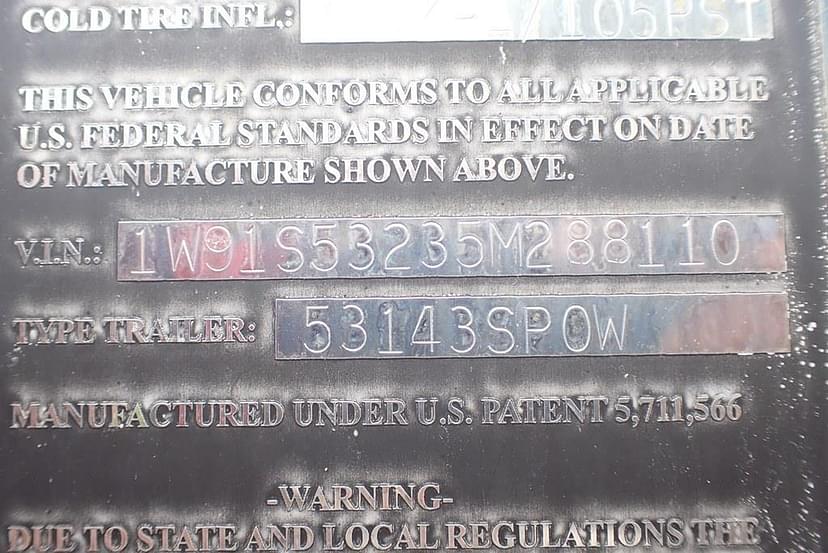 COLD TIRE INFL.: /105PSI
THIS VEHICLE CONFORMS TO ALL APPLICABLE
U.S. FEDERAL STANDARDS IN EFFECT ON DATE
OF MANUFACTURE SHOWN ABOVE.
V.I.N.: 1W91S53235M288110
TYPE TRAILER: 53143SPOW
MANUFACTURED UNDER U.S. PATENT 5,711,566
-WARNING-
DUE TO STATE AND LOCAL REGULATIONS THE